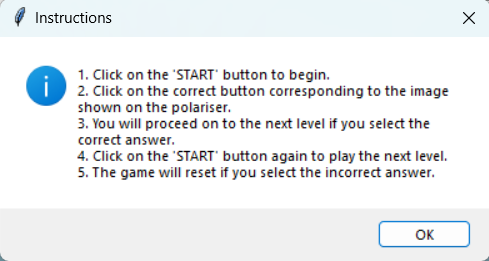 Instructions
1. Click on the 'START' button to begin.
2. Click on the correct button corresponding to the image
shown on the polariser.
3. You will proceed on to the next level if you select the
correct answer.
4. Click on the 'START' button again to play the next level.
5. The game will reset if you select the incorrect answer.
OK